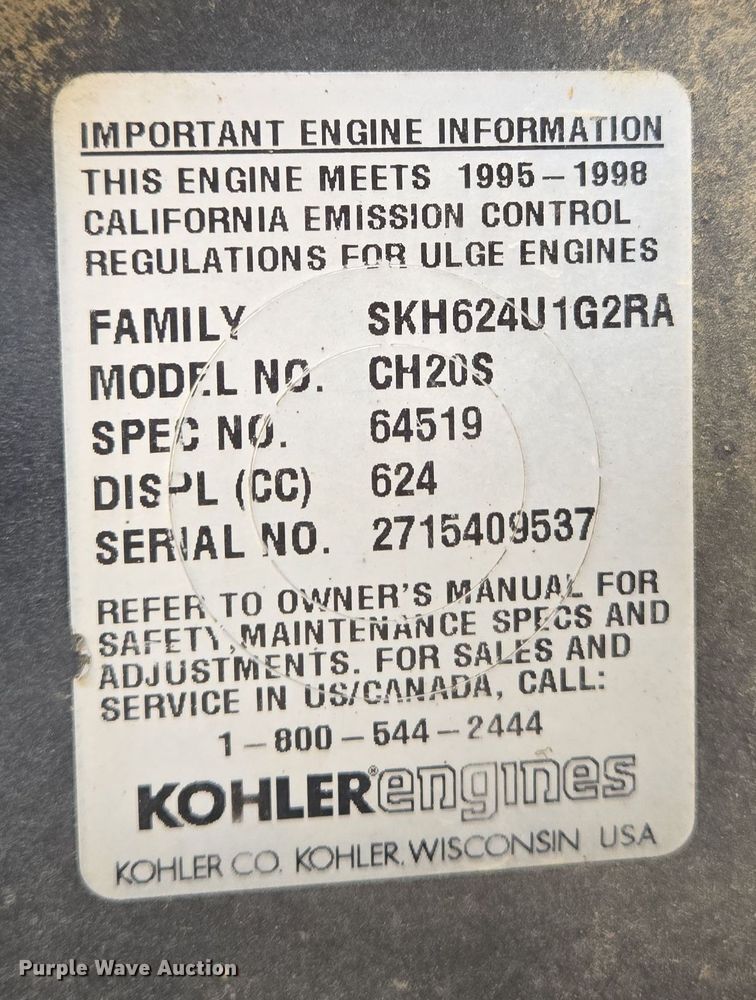 IMPORTANT ENGINE INFORMATION
THIS ENGINE MEETS 1995-1998
CALIFORNIA EMISSION CONTROL
REGULATIONS FOR ULGE ENGINES
FAMILY SKH624U1G2RA
MODEL NO. CH20S
SPEC NO. 64519
DISPL (CC) 624
SERIAL NO. 2715409537
REFER TO OWNER'S MANUAL FOR
SAFETY, MAINTENANCE SPECS AND
ADJUSTMENTS. FOR SALES AND
SERVICE IN US/CANADA, CALL:
1-800-544-2444
KOHLER® engines
KOHLER CO. KOHLER, WISCONSIN USA
Purple Wave Auction